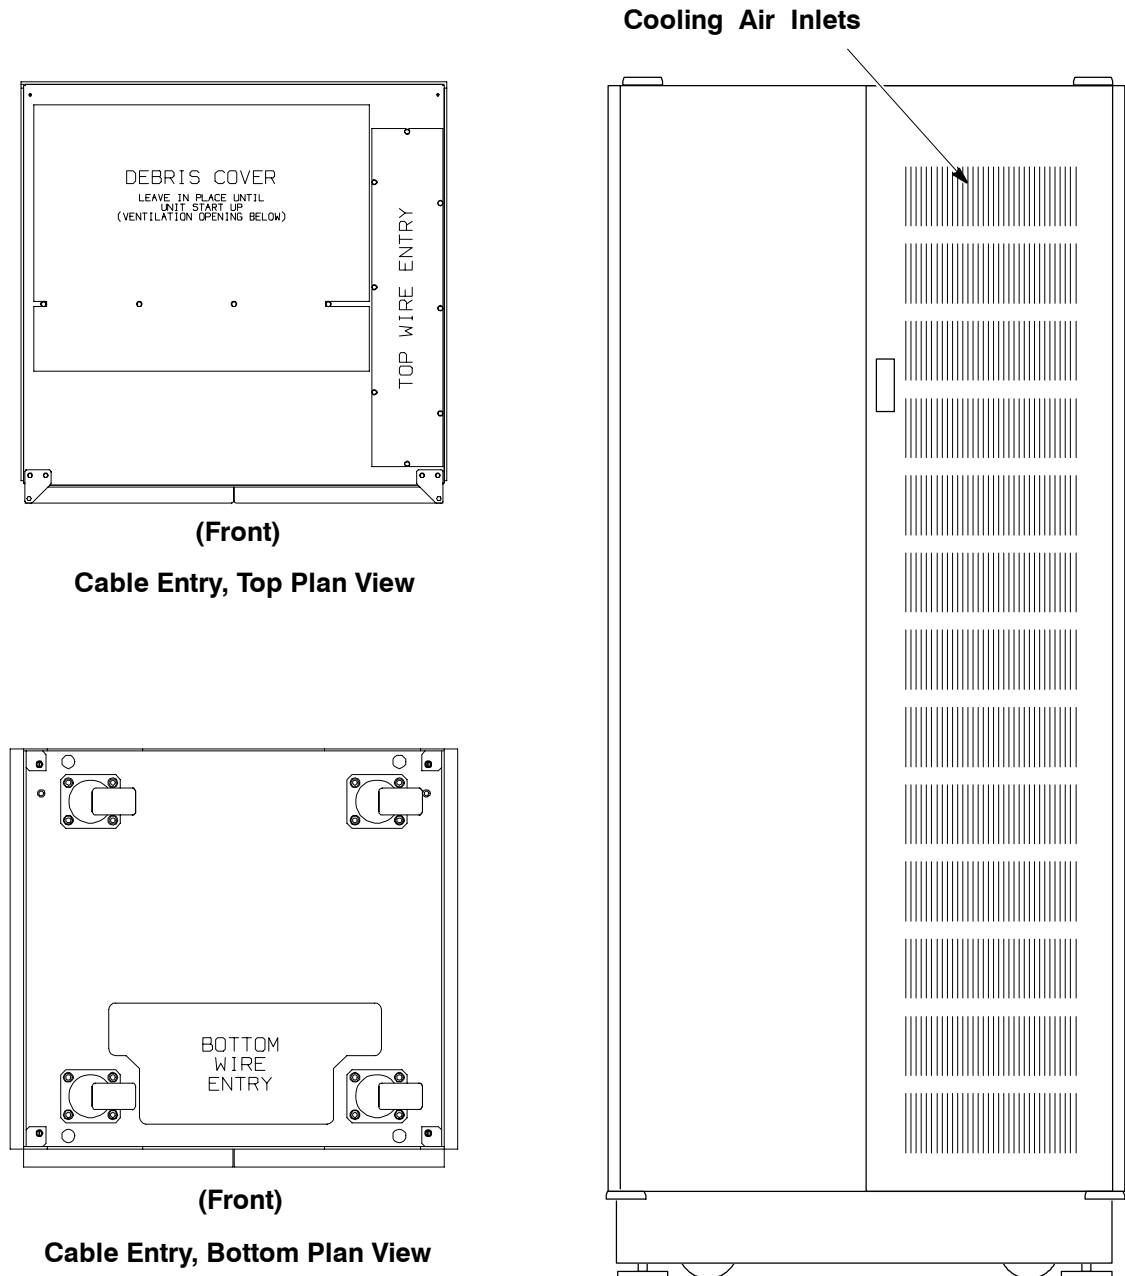 Cooling Air Inlets
DEBRIS COVER
LEAVE IN PLACE UNTIL
UNIT START UP
(VENTILATION OPENING BELOW)
TOP WIRE ENTRY
(Front)
Cable Entry, Top Plan View
BOTTOM
WIRE
ENTRY
(Front)
Cable Entry, Bottom Plan View